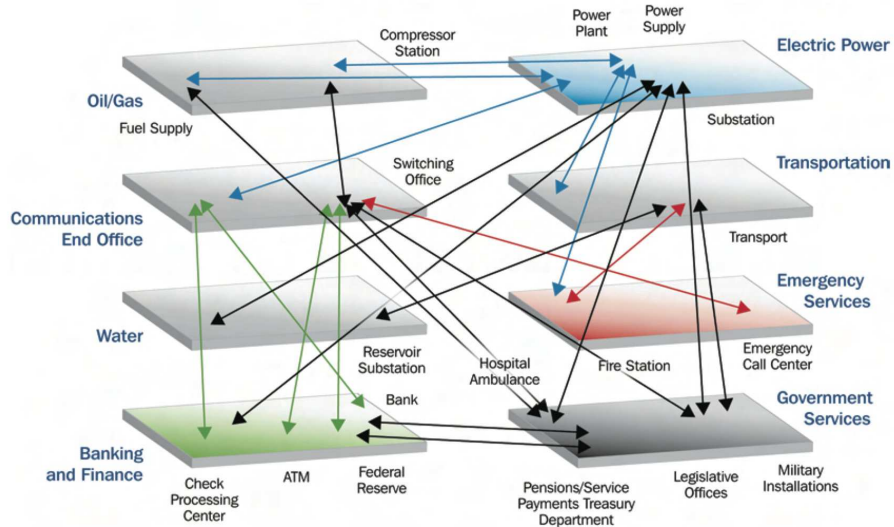 Power
Plant
Power
Supply
Compressor
Station
Electric Power
Oil/Gas
Fuel Supply
Substation
Switching
Office
Transportation
Communications
End Office
Transport
Emergency
Services
Water
Reservoir
Substation
Hospital
Ambulance
Fire Station
Emergency
Call Center
Bank
Government
Services
Banking
and Finance
Check
Processing
Center
ATM
Federal
Reserve
Pensions/Service
Payments Treasury
Department
Legislative
Offices
Military
Installations